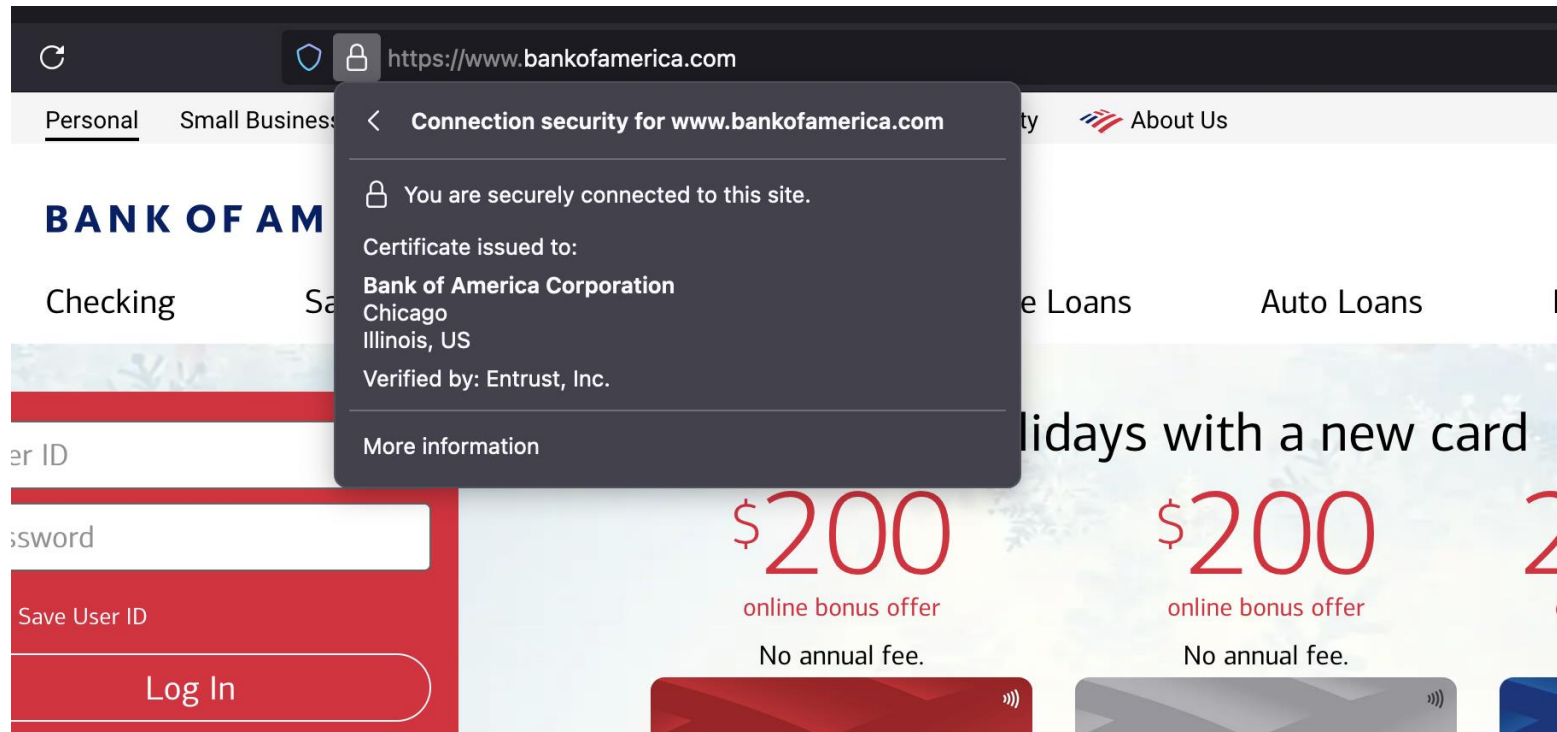 https://www.bankofamerica.com
Personal Small Business About Us
Connection security for www.bankofamerica.com
You are securely connected to this site.
BANK OF AM
Certificate issued to:
Bank of America Corporation
Chicago
Illinois, US
Verified by: Entrust, Inc.
More information
Checking Sa e Loans Auto Loans
lidays with a new card
er ID
ssword
Save User ID
Log In
$200 $200 2
online bonus offer online bonus offer
No annual fee. No annual fee.